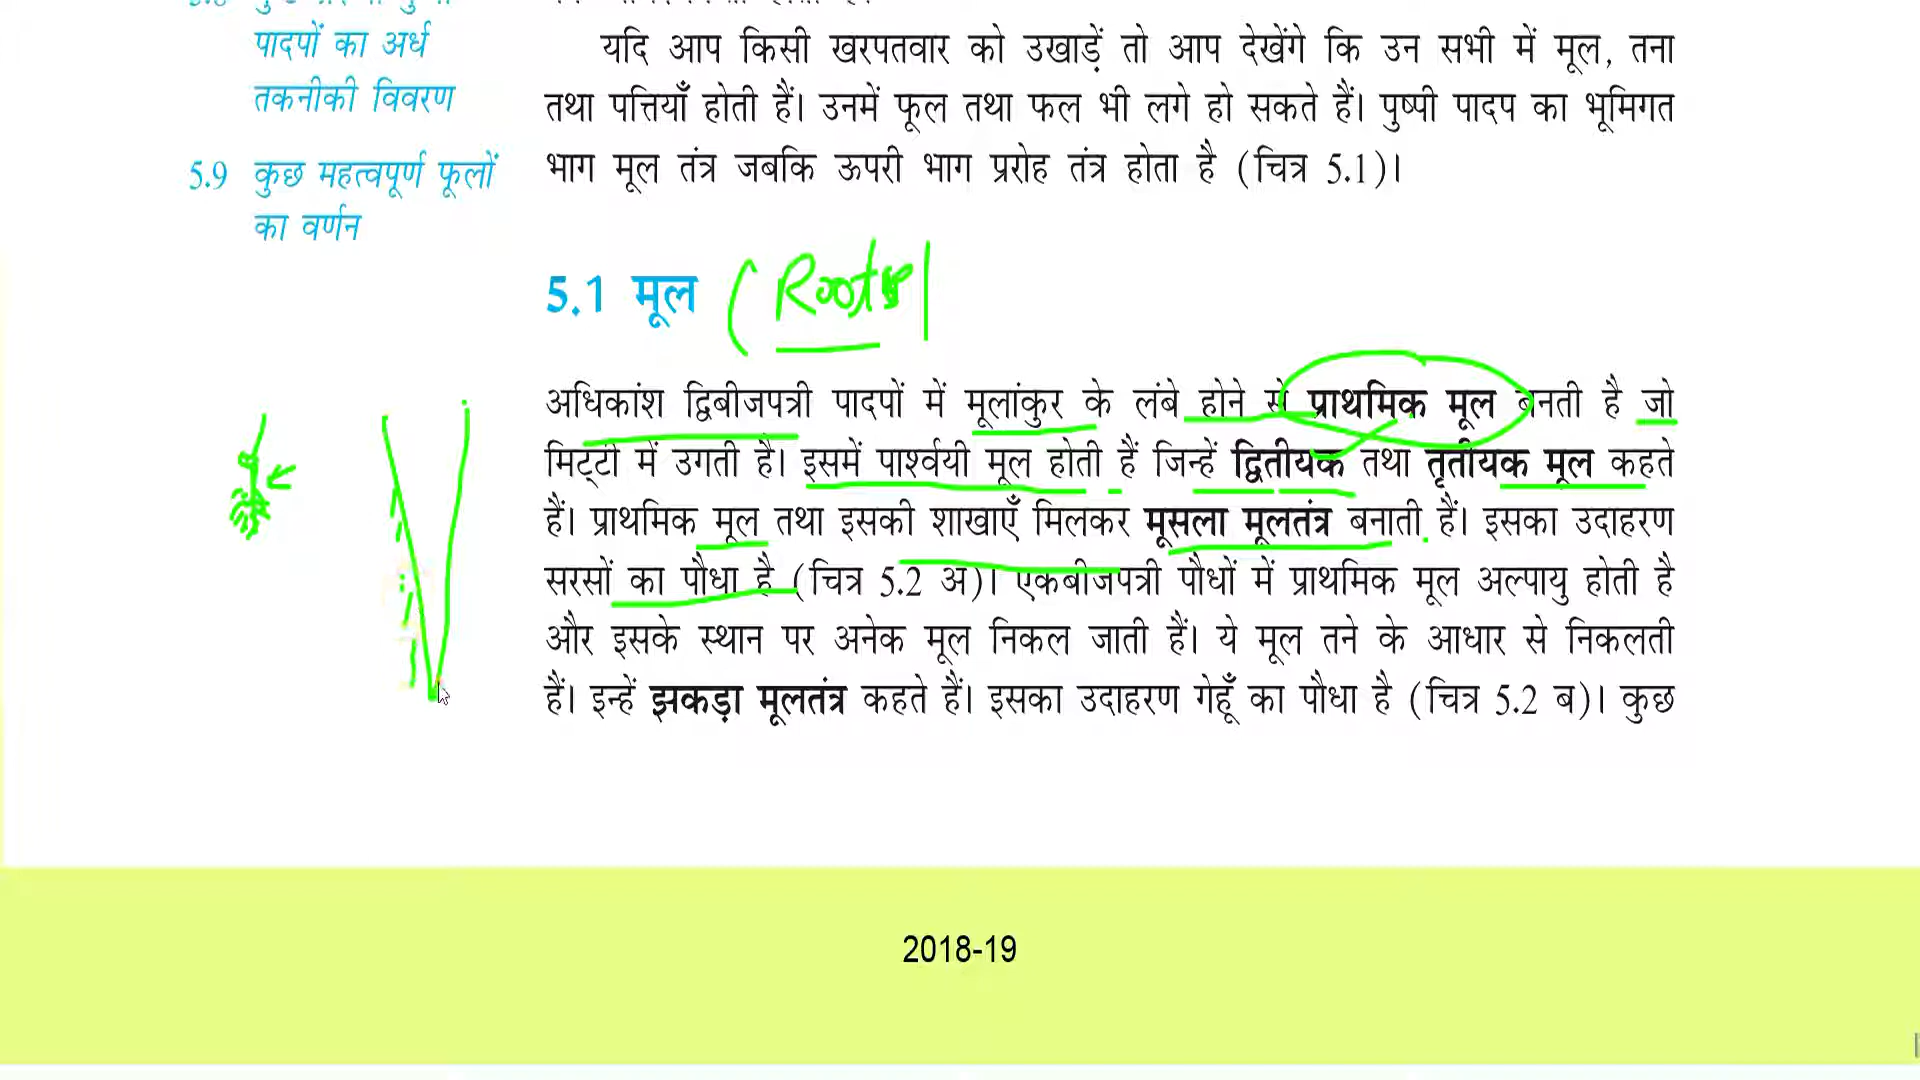 पादपों का अर्ध
तकनीकी विवरण
5.9 कुछ महत्वपूर्ण फूलों
का वर्णन
यदि आप किसी खरपतवार को उखाड़ें तो आप देखेंगे कि उन सभी में मूल, तना
तथा पत्तियाँ होती हैं। उनमें फूल तथा फल भी लगे हो सकते हैं। पुष्पी पादप का भूमिगत
भाग मूल तंत्र जबकि ऊपरी भाग प्ररोह तंत्र होता है (चित्र 5.1)।
5.1 मूल (Roots)
अधिकांश द्विबीजपत्री पादपों में मूलांकुर के लंबे होने से प्राथमिक मूल बनती है जो
मिट्टी में उगती है। इसमें पार्श्वयी मूल होती हैं जिन्हें द्वितीयक तथा तृतीयक मूल कहते
हैं। प्राथमिक मूल तथा इसकी शाखाएँ मिलकर मूसला मूलतंत्र बनाती हैं। इसका उदाहरण
सरसों का पौधा है (चित्र 5.2 अ)। एकबीजपत्री पौधों में प्राथमिक मूल अल्पायु होती है
और इसके स्थान पर अनेक मूल निकल जाती हैं। ये मूल तने के आधार से निकलती
हैं। इन्हें झकड़ा मूलतंत्र कहते हैं। इसका उदाहरण गेहूँ का पौधा है (चित्र 5.2 ब)। कुछ
2018-19